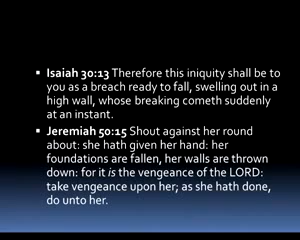 Isaiah 30:13 Therefore this iniquity shall be to
you as a breach ready to fall, swelling out in a
high wall, whose breaking cometh suddenly
at an instant.
Jeremiah 50:15 Shout against her round
about: she hath given her hand: her
foundations are fallen, her walls are thrown
down: for it is the vengeance of the LORD:
take vengeance upon her; as she hath done,
do unto her.